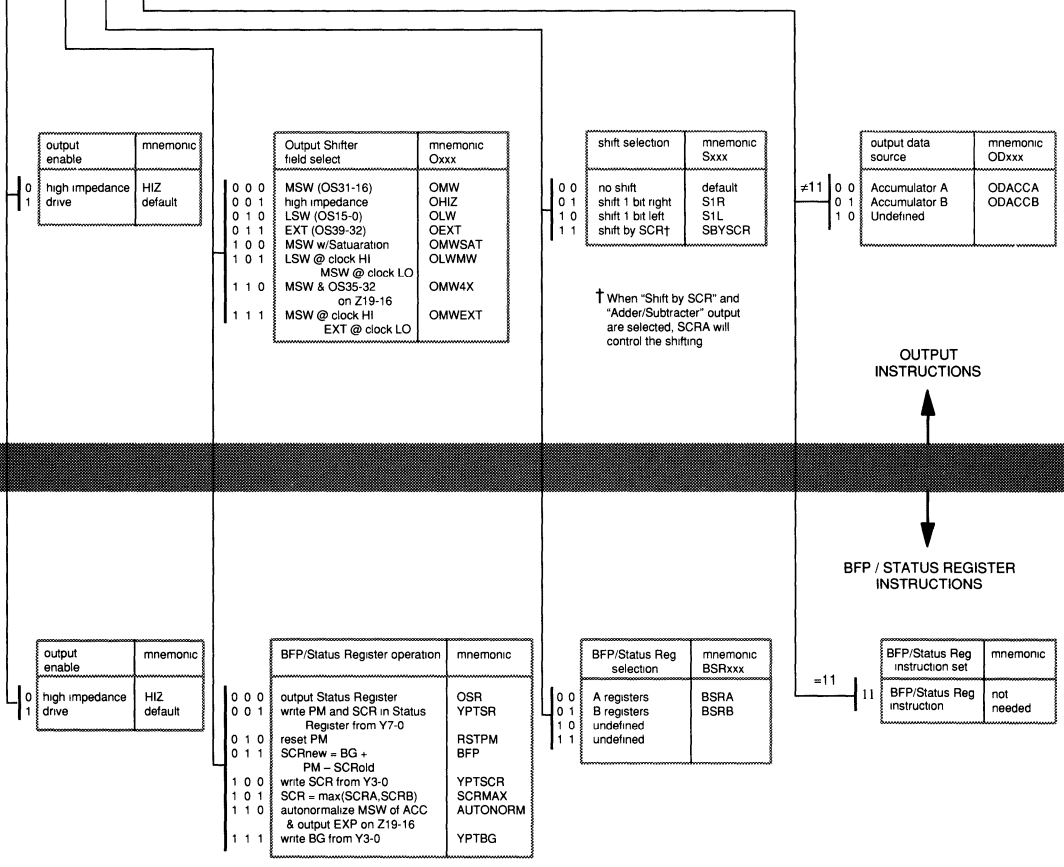 output enable mnemonic
0 high impedance HIZ
1 drive default
Output Shifter field select mnemonic Oxxx
0 0 0 MSW (OS31-16) OMW
0 0 1 high impedance OHIZ
0 1 0 LSW (OS15-0) OLW
0 1 1 EXT (OS39-32) OEXT
1 0 0 MSW w/Satuaration OMWSAT
1 0 1 LSW @ clock HI OLWMW
MSW @ clock LO
1 1 0 MSW & OS35-32 OMW4X
on Z19-16
1 1 1 MSW @ clock HI OMWEXT
EXT @ clock LO
shift selection mnemonic Sxxx
0 0 no shift default
0 1 shift 1 bit right S1R
1 0 shift 1 bit left S1L
1 1 shift by SCR† SBYSCR
† When "Shift by SCR" and
"Adder/Subtracter" output
are selected, SCRA will
control the shifting
output data source mnemonic ODxxx
≠11 0 0 Accumulator A ODACCA
0 1 Accumulator B ODACCB
1 0 Undefined
OUTPUT
INSTRUCTIONS
BFP / STATUS REGISTER
INSTRUCTIONS
output enable mnemonic
0 high impedance HIZ
1 drive default
BFP/Status Register operation mnemonic
0 0 0 output Status Register OSR
0 0 1 write PM and SCR in Status YPTSR
Register from Y7-0
0 1 0 reset PM RSTPM
0 1 1 SCRnew = BG + BFP
PM – SCRold
1 0 0 write SCR from Y3-0 YPTSCR
1 0 1 SCR = max(SCRA,SCRB) SCRMAX
1 1 0 autonormalize MSW of ACC AUTONORM
& output EXP on Z19-16
1 1 1 write BG from Y3-0 YPTBG
BFP/Status Reg selection mnemonic BSRxxx
0 0 A registers BSRA
0 1 B registers BSRB
1 0 undefined
1 1 undefined
BFP/Status Reg instruction set mnemonic
=11 11 BFP/Status Reg instruction not needed